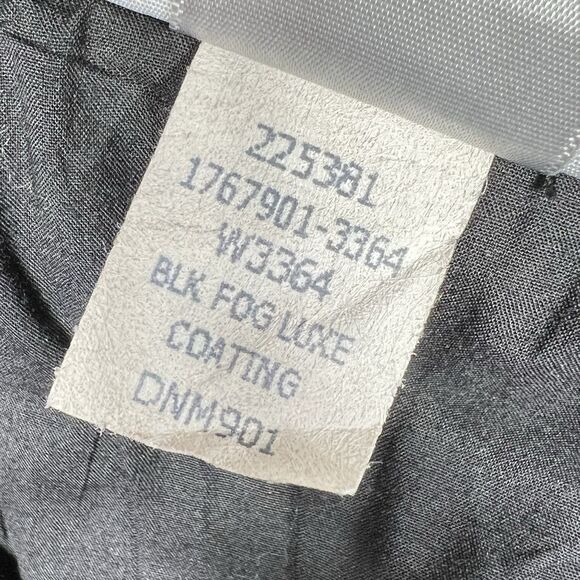 225381
1767901-3364
W3364
BLK FOG LUXE
COATING
DNM901